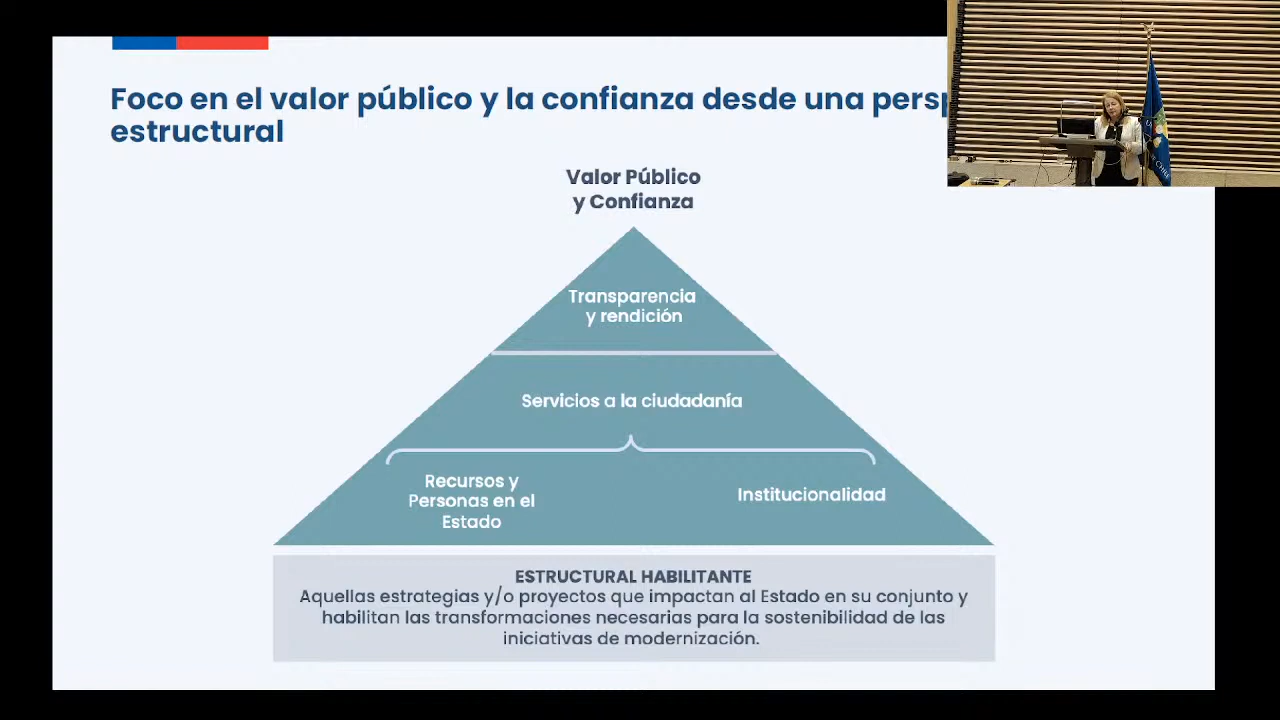 Foco en el valor público y la confianza desde una
estructural
Valor Público
y Confianza
Transparencia
y rendición
Servicios a la ciudadanía
Recursos y
Personas en el
Estado
Institucionalidad
ESTRUCTURAL HABILITANTE
Aquellas estrategias y/o proyectos que impactan al Estado en su conjunto y
habilitan las transformaciones necesarias para la sostenibilidad de las
iniciativas de modernización.